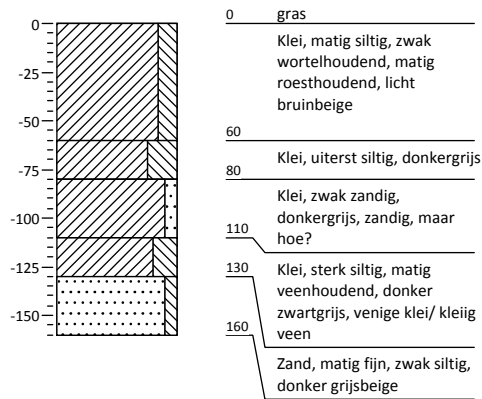 0 gras
0
Klei, matig siltig, zwak
wortelhoudend, matig
roesthoudend, licht
bruinbeige
-25
-50
60
Klei, uiterst siltig, donkergrijs
-75
80
Klei, zwak zandig,
donkergrijs, zandig, maar
hoe?
-100
110
-125
130
Klei, sterk siltig, matig
veenhoudend, donker
zwartgrijs, venige klei/ kleiig
veen
-150
160
Zand, matig fijn, zwak siltig,
donker grijsbeige